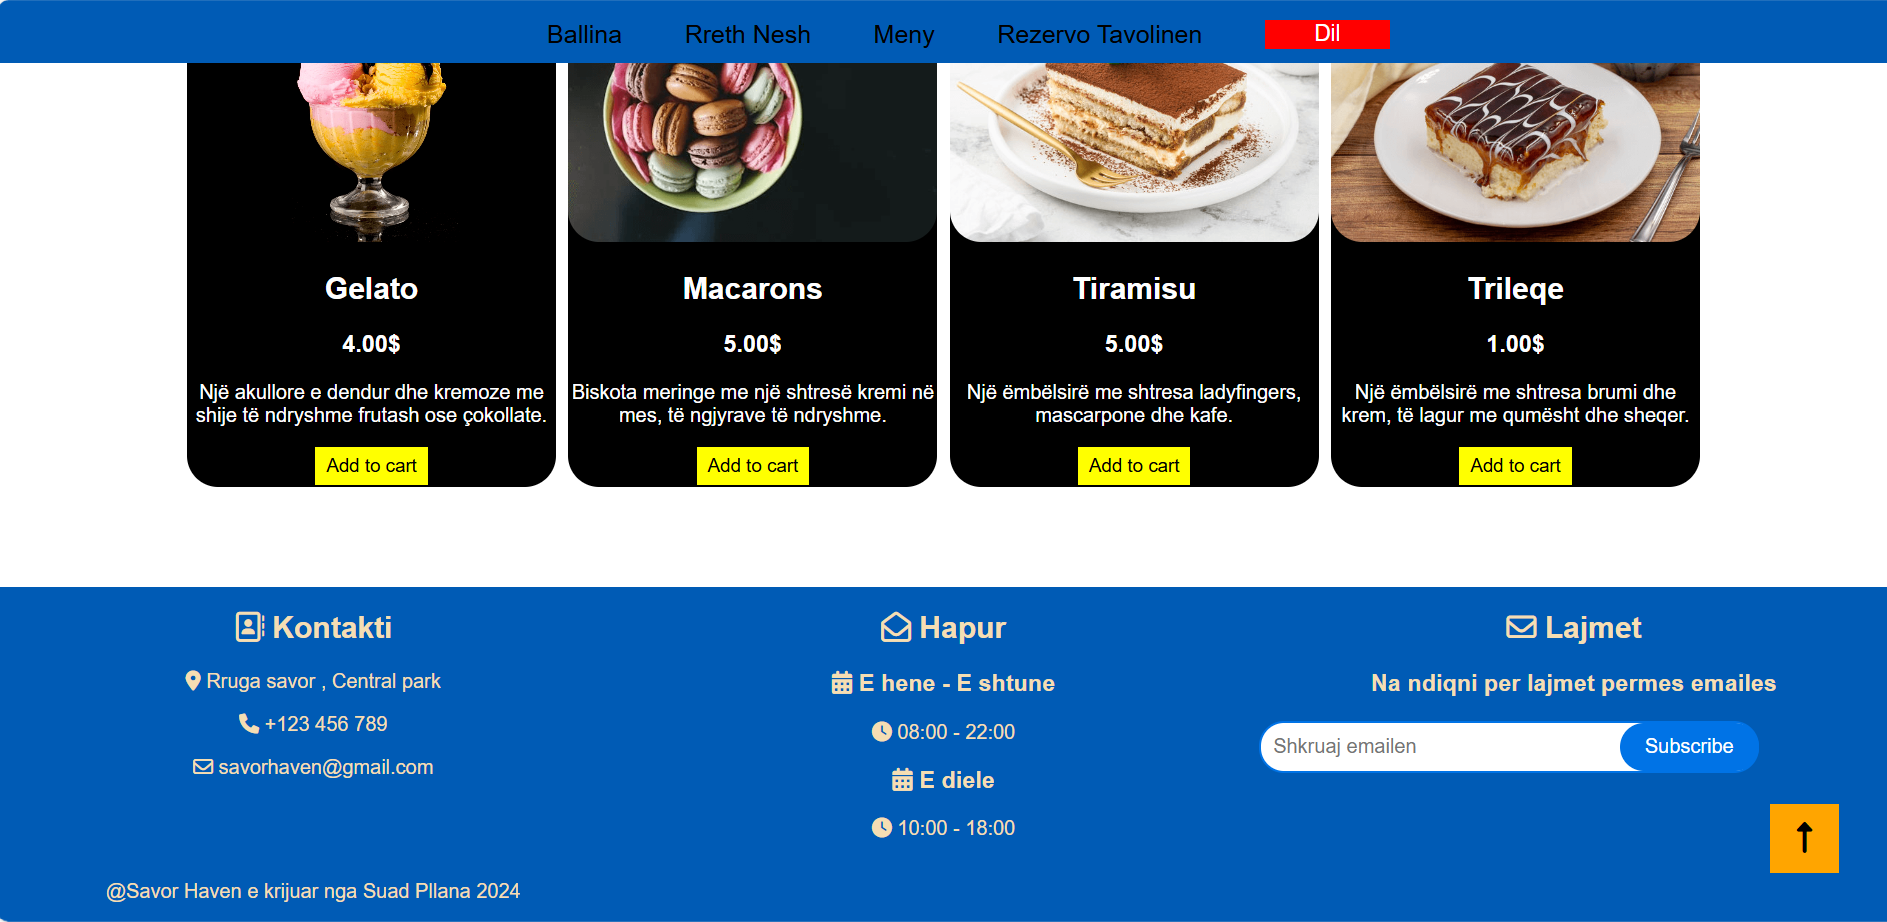 Ballina Rreth Nesh Meny Rezervo Tavolinen Dil
Gelato
4.00$
Një akullore e dendur dhe kremoze me
shije të ndryshme frutash ose çokollate.
Add to cart
Macarons
5.00$
Biskota meringe me një shtresë kremi në
mes, të ngjyrave të ndryshme.
Add to cart
Tiramisu
5.00$
Një ëmbëlsirë me shtresa ladyfingers,
mascarpone dhe kafe.
Add to cart
Trileqe
1.00$
Një ëmbëlsirë me shtresa brumi dhe
krem, të lagur me qumësht dhe sheqer.
Add to cart
Kontakti
Rruga savor , Central park
+123 456 789
savorhaven@gmail.com
Hapur
E hene - E shtune
08:00 - 22:00
E diele
10:00 - 18:00
Lajmet
Na ndiqni per lajmet permes emailes
Shkruaj emailen
Subscribe
@Savor Haven e krijuar nga Suad Pllana 2024